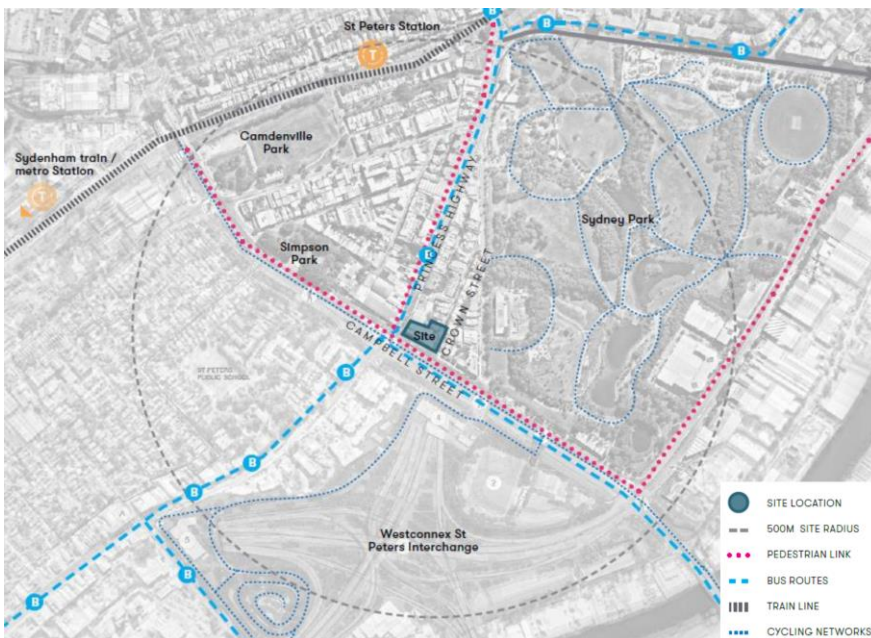 B
B
B
St Peters Station
T
Camdenville
Park
Sydenham train /
metro Station
T
Sydney Park
PRINCESS HIGHWAY
B
Simpson
Park
CROWN STREET
Site
CAMPBELL STREET
ST PETERS
PUBLIC SCHOOL
B
B
B
Westconnex St
Peters Interchange
B
B
SITE LOCATION
500M SITE RADIUS
PEDESTRIAN LINK
BUS ROUTES
TRAIN LINE
CYCLING NETWORKS